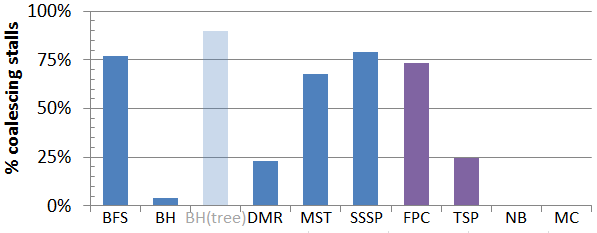 % coalescing stalls
100%
75%
50%
25%
0%
BFS BH BH(tree) DMR MST SSSP FPC TSP NB MC